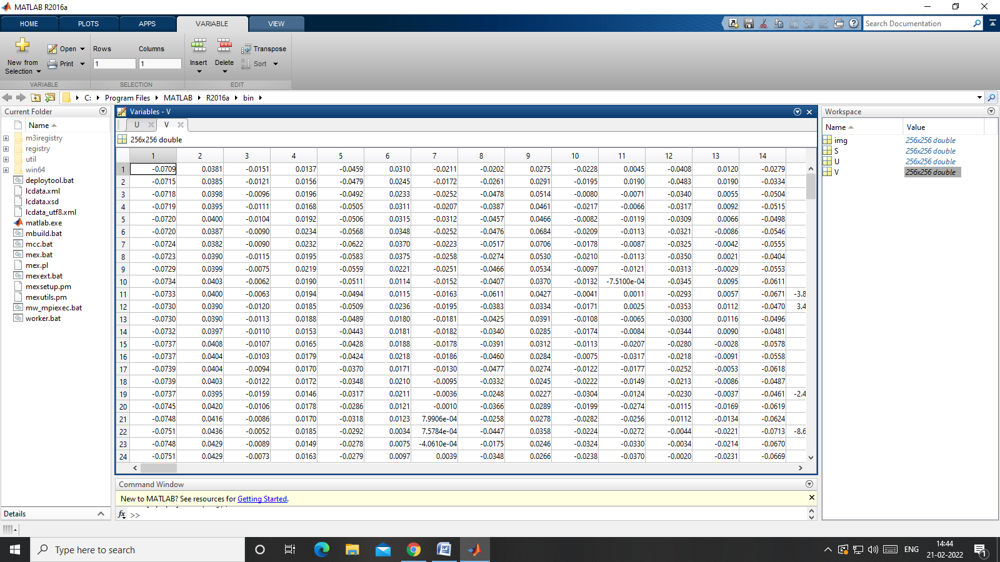 MATLAB R2016a
HOME PLOTS APPS VARIABLE VIEW
Search Documentation
New from Selection
Open
Print
Rows Columns
1 1
Insert Delete
Transpose
Sort
VARIABLE SELECTION EDIT
C: Program Files MATLAB R2016a bin
Current Folder
Name
m3iregistry
registry
util
win64
deploytool.bat
lcdata.xml
lcdata.xsd
lcdata_utf8.xml
matlab.exe
mbuild.bat
mcc.bat
mex.bat
mex.pl
mexext.bat
mexsetup.pm
mexutils.pm
mw_mpiexec.bat
worker.bat
Details
Variables - V
U V
256x256 double
1 2 3 4 5 6 7 8 9 10 11 12 13 14
1 -0.0709 0.0381 -0.0151 0.0137 -0.0459 0.0310 -0.0211 -0.0202 0.0275 -0.0228 0.0045 -0.0408 0.0120 -0.0279
2 -0.0715 0.0385 -0.0121 0.0156 -0.0479 0.0245 -0.0172 -0.0261 0.0291 -0.0195 0.0190 -0.0483 0.0190 -0.0334
3 -0.0718 0.0398 -0.0096 0.0196 -0.0492 0.0233 -0.0252 -0.0478 0.0514 -0.0080 -0.0071 -0.0340 0.0055 -0.0504
4 -0.0719 0.0395 -0.0111 0.0168 -0.0505 0.0311 -0.0207 -0.0387 0.0461 -0.0217 -0.0066 -0.0317 0.0092 -0.0515
5 -0.0720 0.0400 -0.0104 0.0192 -0.0506 0.0315 -0.0312 -0.0457 0.0466 -0.0082 -0.0119 -0.0309 0.0066 -0.0498
6 -0.0720 0.0387 -0.0090 0.0234 -0.0568 0.0348 -0.0252 -0.0476 0.0684 -0.0209 -0.0113 -0.0321 -0.0086 -0.0546
7 -0.0724 0.0382 -0.0090 0.0232 -0.0622 0.0370 -0.0223 -0.0517 0.0706 -0.0178 -0.0087 -0.0325 -0.0042 -0.0555
8 -0.0723 0.0390 -0.0115 0.0195 -0.0583 0.0375 -0.0258 -0.0274 0.0530 -0.0210 -0.0113 -0.0350 0.0021 -0.0404
9 -0.0729 0.0399 -0.0075 0.0219 -0.0559 0.0221 -0.0251 -0.0466 0.0534 -0.0097 -0.0121 -0.0313 -0.0029 -0.0553
10 -0.0734 0.0403 -0.0062 0.0190 -0.0511 0.0114 -0.0152 -0.0407 0.0370 -0.0132 -7.5100e-04 -0.0345 0.0095 -0.0611
11 -0.0733 0.0400 -0.0063 0.0194 -0.0494 0.0115 -0.0163 -0.0611 0.0427 -0.0041 0.0011 -0.0293 0.0057 -0.0671 -3.8
12 -0.0730 0.0390 -0.0120 0.0185 -0.0509 0.0236 -0.0195 -0.0383 0.0334 -0.0171 0.0025 -0.0353 0.0112 -0.0470 3.4
13 -0.0730 0.0390 -0.0113 0.0188 -0.0489 0.0180 -0.0181 -0.0425 0.0391 -0.0108 -0.0065 -0.0300 0.0116 -0.0496
14 -0.0732 0.0397 -0.0110 0.0153 -0.0443 0.0181 -0.0182 -0.0340 0.0285 -0.0174 -0.0084 -0.0344 0.0090 -0.0481
15 -0.0737 0.0408 -0.0107 0.0165 -0.0428 0.0188 -0.0178 -0.0391 0.0312 -0.0113 -0.0207 -0.0280 -0.0028 -0.0578
16 -0.0737 0.0404 -0.0103 0.0179 -0.0424 0.0218 -0.0186 -0.0460 0.0284 -0.0075 -0.0317 -0.0218 -0.0091 -0.0558
17 -0.0739 0.0404 -0.0094 0.0170 -0.0370 0.0171 -0.0130 -0.0477 0.0274 -0.0122 -0.0177 -0.0252 -0.0053 -0.0618
18 -0.0739 0.0403 -0.0122 0.0172 -0.0348 0.0210 -0.0095 -0.0332 0.0245 -0.0222 -0.0149 -0.0213 -0.0086 -0.0487
19 -0.0737 0.0395 -0.0159 0.0146 -0.0317 0.0211 -0.0036 -0.0248 0.0227 -0.0304 -0.0124 -0.0230 -0.0037 -0.0461 -2.4
20 -0.0745 0.0420 -0.0106 0.0178 -0.0286 0.0121 -0.0010 -0.0366 0.0289 -0.0199 -0.0274 -0.0115 -0.0169 -0.0619
21 -0.0748 0.0416 -0.0086 0.0170 -0.0318 0.0123 7.9906e-04 -0.0258 0.0278 -0.0282 -0.0256 -0.0112 -0.0134 -0.0624
22 -0.0751 0.0436 -0.0052 0.0185 -0.0292 0.0034 7.5784e-04 -0.0447 0.0358 -0.0224 -0.0272 -0.0044 -0.0221 -0.0713 -8.6
23 -0.0748 0.0429 -0.0089 0.0149 -0.0278 0.0075 -4.0610e-04 -0.0175 0.0246 -0.0324 -0.0330 -0.0034 -0.0214 -0.0670
24 -0.0751 0.0429 -0.0073 0.0163 -0.0279 0.0097 0.0039 -0.0348 0.0266 -0.0238 -0.0370 -0.0020 -0.0231 -0.0669
Command Window
New to MATLAB? See resources for Getting Started.
fx >>
Workspace
Name Value
img 256x256 double
S 256x256 double
U 256x256 double
V 256x256 double
Type here to search
ENG
14:44
21-02-2022
1